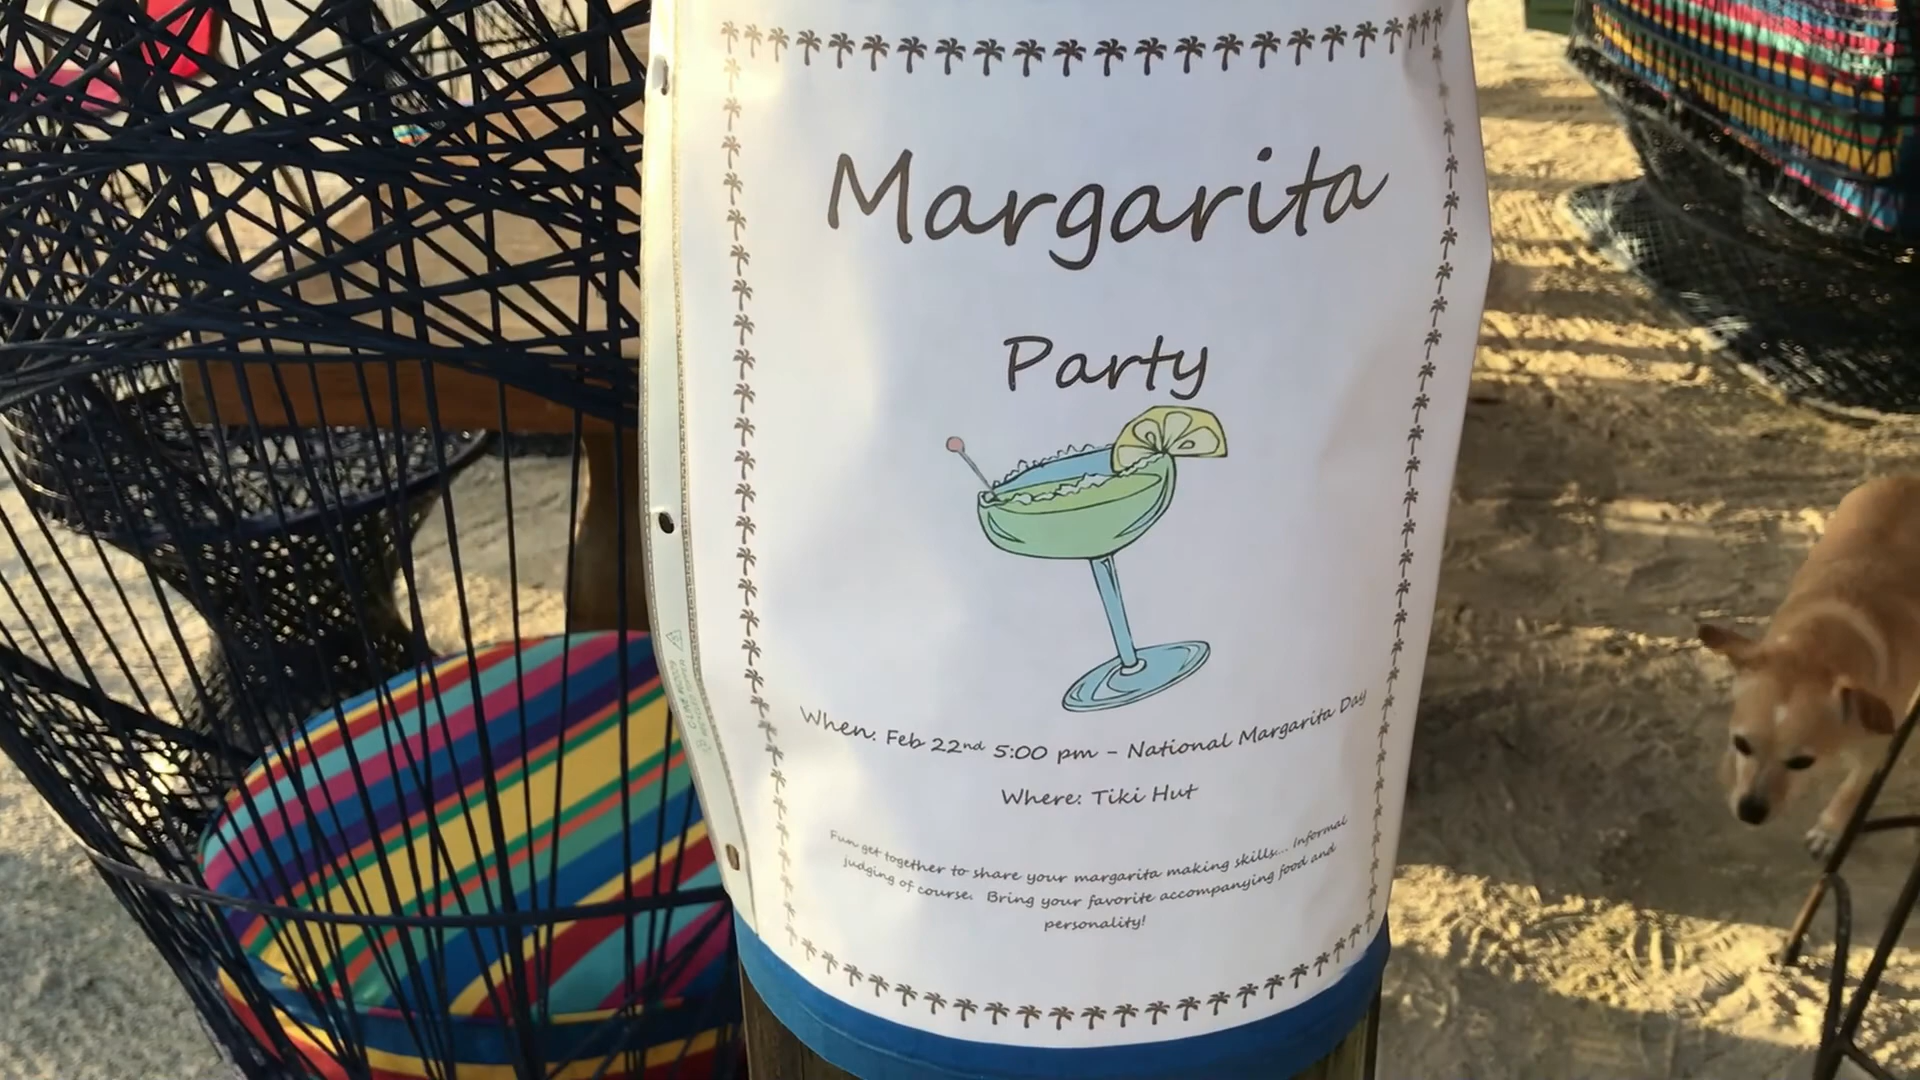 Margarita
Party
When: Feb 22nd 5:00 pm – National Margarita Day
Where: Tiki Hut
Fun get together to share your margarita making skills... Informal
judging of course. Bring your favorite accompanying food and
personality!